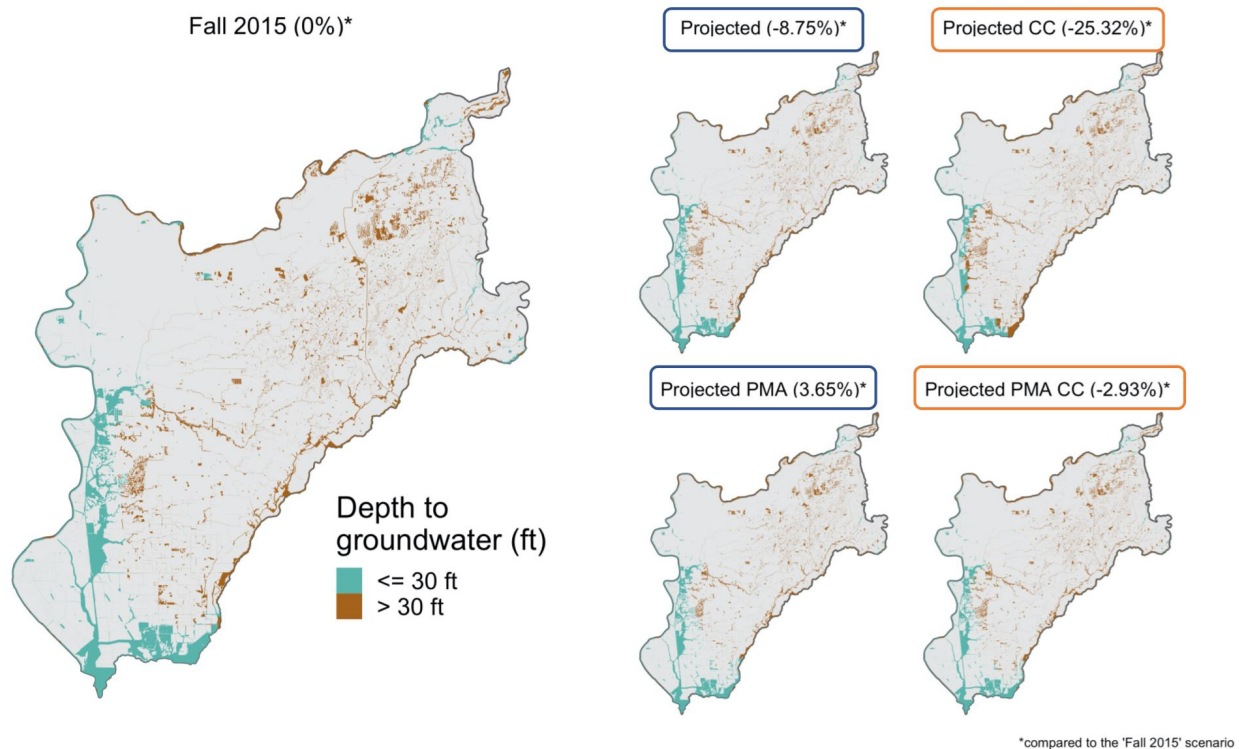 Fall 2015 (0%)*
Projected (-8.75%)*
Projected CC (-25.32%)*
Projected PMA (3.65%)*
Projected PMA CC (-2.93%)*
Depth to
groundwater (ft)
<= 30 ft
> 30 ft
*compared to the 'Fall 2015' scenario